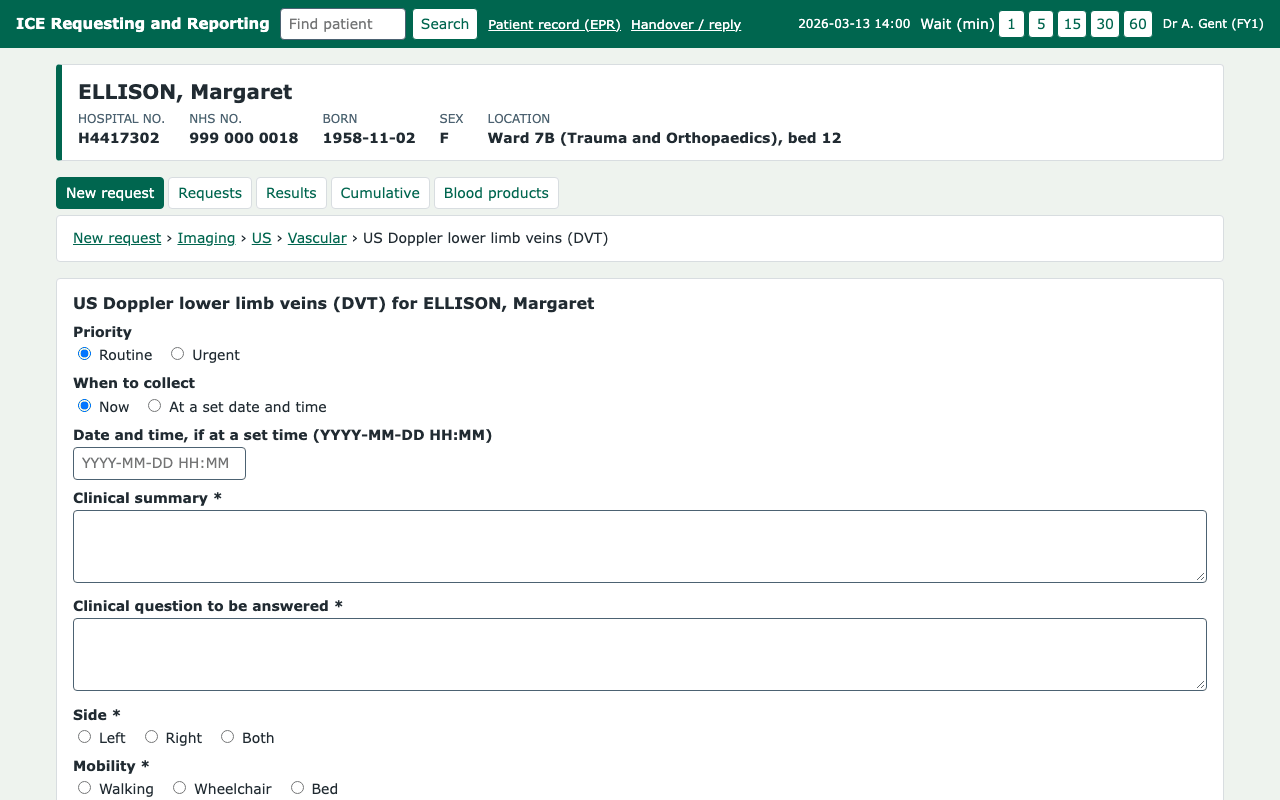 ICE Requesting and Reporting Find patient Search Patient record (EPR) Handover / reply 2026-03-13 14:00 Wait (min) 1 5 15 30 60 Dr A. Gent (FY1)
ELLISON, Margaret
HOSPITAL NO. NHS NO. BORN SEX LOCATION
H4417302 999 000 0018 1958-11-02 F Ward 7B (Trauma and Orthopaedics), bed 12
New request Requests Results Cumulative Blood products
New request › Imaging › US › Vascular › US Doppler lower limb veins (DVT)
US Doppler lower limb veins (DVT) for ELLISON, Margaret
Priority
Routine Urgent
When to collect
Now At a set date and time
Date and time, if at a set time (YYYY-MM-DD HH:MM)
YYYY-MM-DD HH:MM
Clinical summary *
Clinical question to be answered *
Side *
Left Right Both
Mobility *
Walking Wheelchair Bed